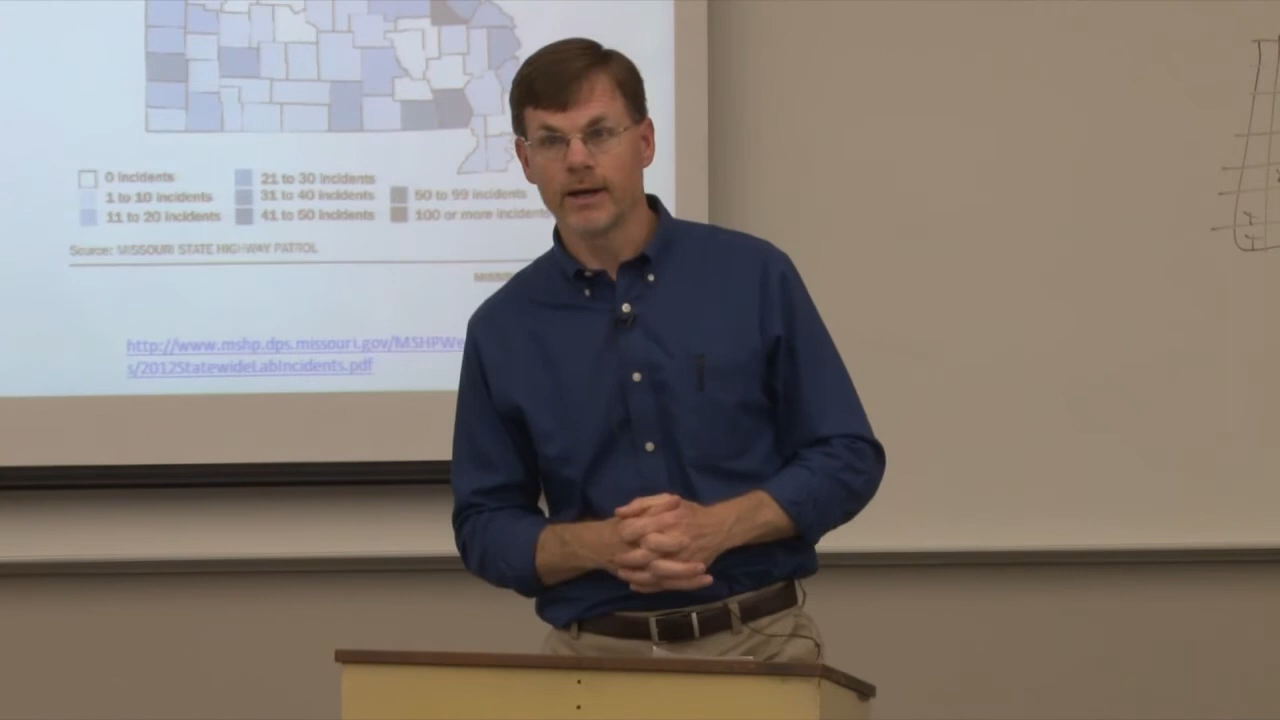 0 incidents
1 to 10 incidents
11 to 20 incidents
21 to 30 incidents
31 to 40 incidents
41 to 50 incidents
50 to 99 incidents
100 or more incidents
Source: MISSOURI STATE HIGHWAY PATROL
http://www.mshp.dps.missouri.gov/MSHPW
s/2012StatewideLabIncidents.pdf